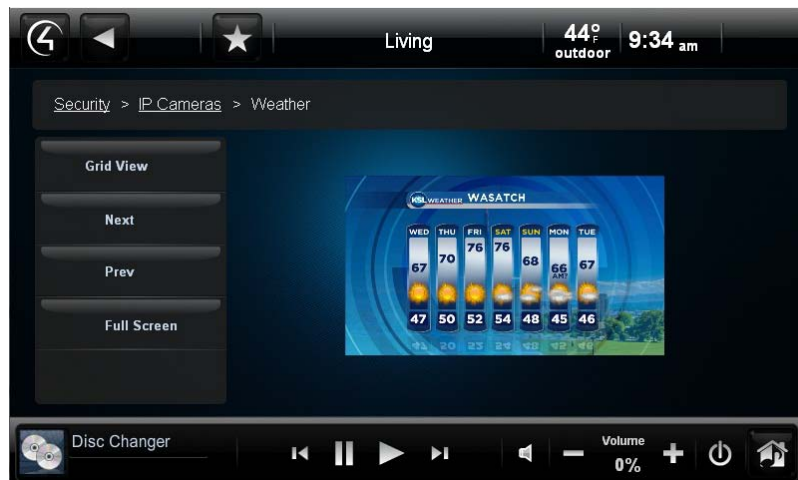 44°F
Living
9:34 am
outdoor
Security > IP Cameras > Weather
Grid View
Next
Prev
Full Screen
KSL WEATHER WASATCH
WED THU FRI SAT SUN MON TUE
67 70 76 76 68 66 67
AM?
47 50 52 54 48 45 46
Disc Changer
Volume
0%